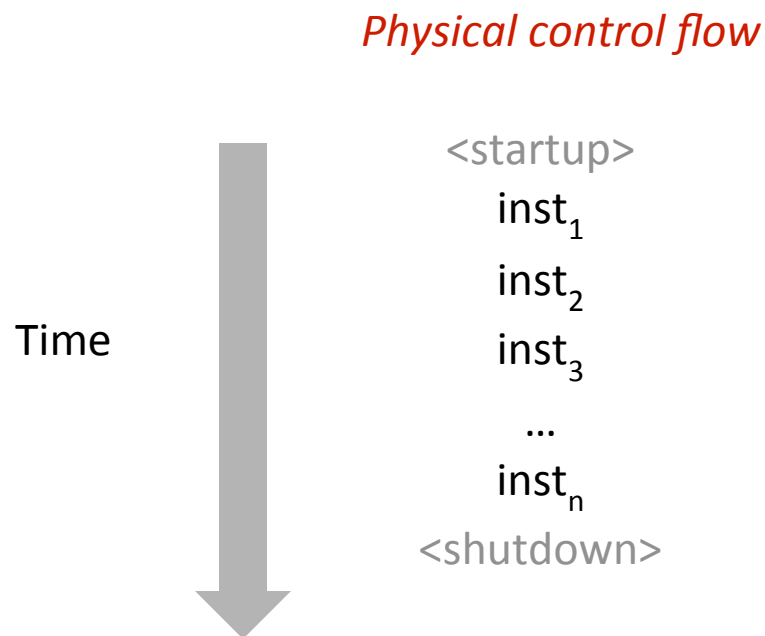 Physical control flow
<startup>
inst₁
inst₂
Time
inst₃
...
instₙ
<shutdown>